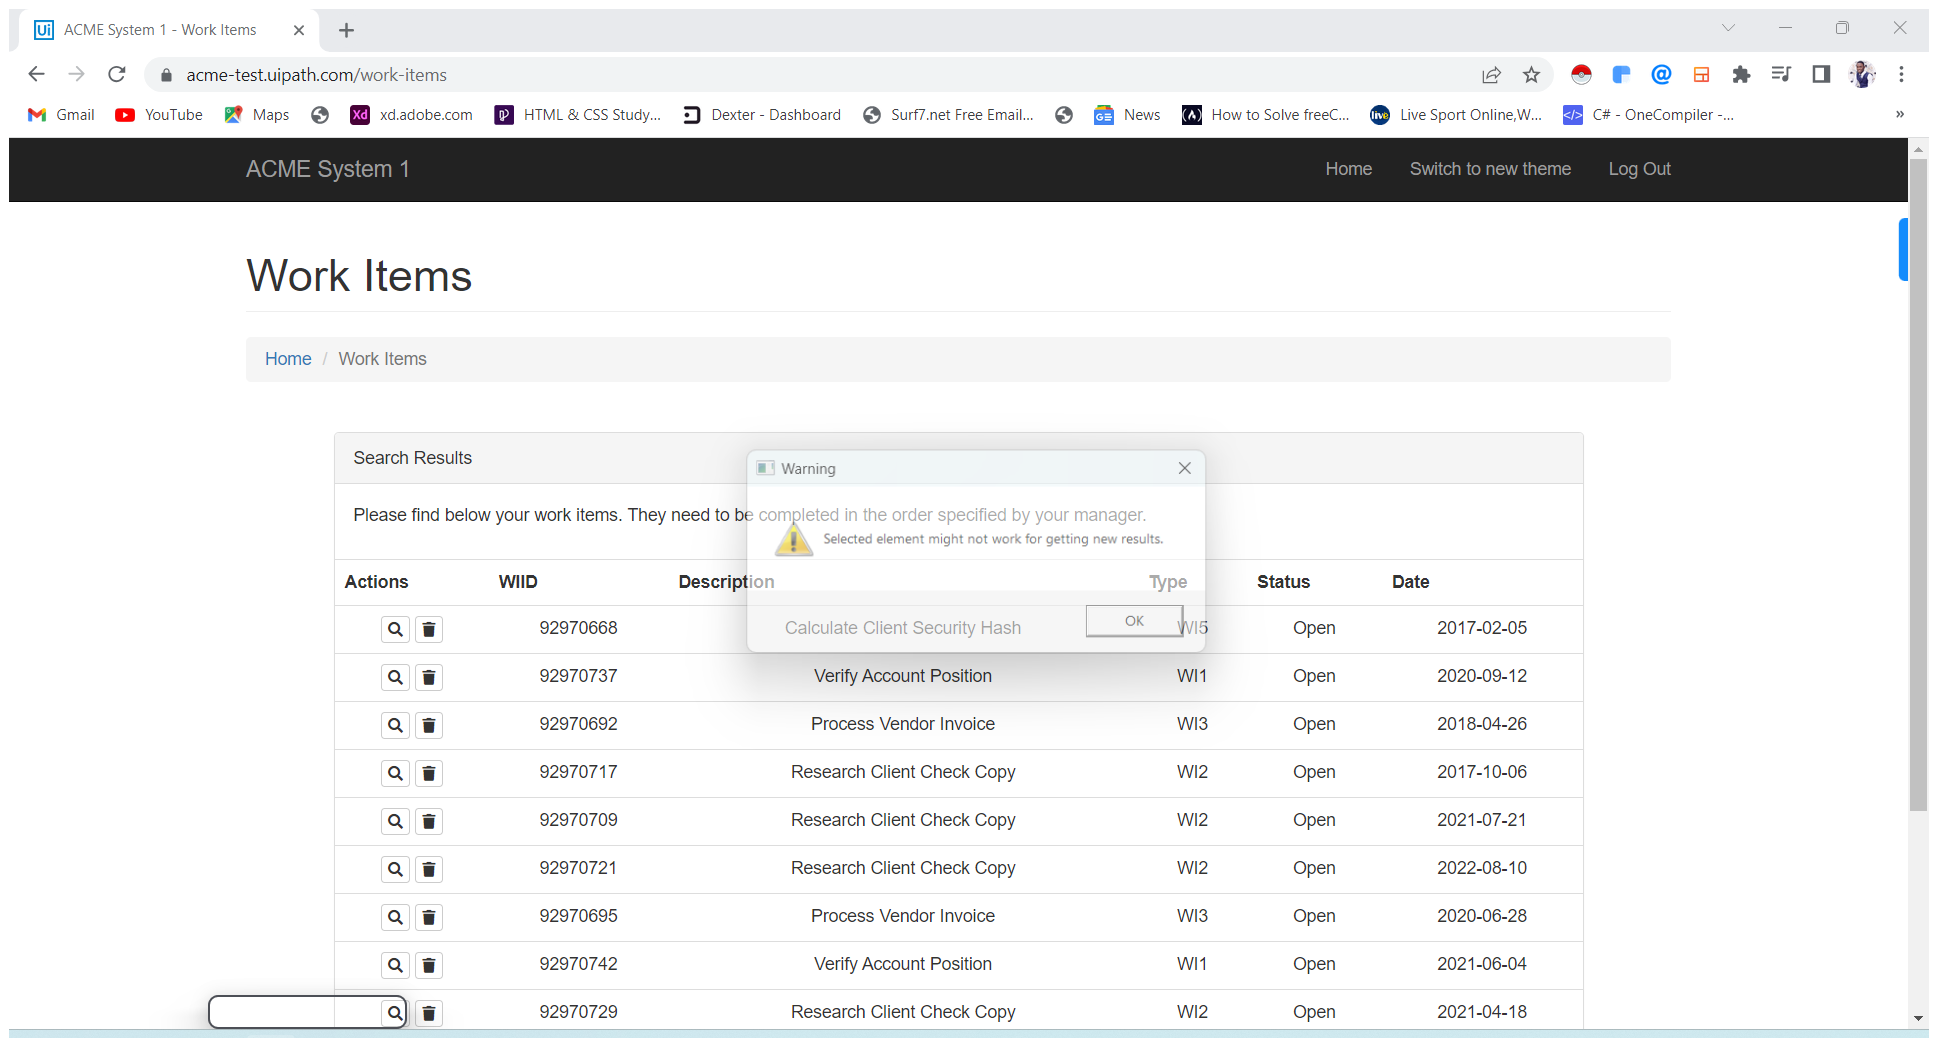 ACME System 1 - Work Items
acme-test.uipath.com/work-items
Gmail YouTube Maps xd.adobe.com HTML & CSS Study... Dexter - Dashboard Surf7.net Free Email... News How to Solve freeC... Live Sport Online,W... C# - OneCompiler -...
ACME System 1 Home Switch to new theme Log Out
Work Items
Home / Work Items
Search Results
Warning
Please find below your work items. They need to be completed in the order specified by your manager.
Selected element might not work for getting new results.
Actions WIID Description Type Status Date
OK
92970668 Calculate Client Security Hash WI5 Open 2017-02-05
92970737 Verify Account Position WI1 Open 2020-09-12
92970692 Process Vendor Invoice WI3 Open 2018-04-26
92970717 Research Client Check Copy WI2 Open 2017-10-06
92970709 Research Client Check Copy WI2 Open 2021-07-21
92970721 Research Client Check Copy WI2 Open 2022-08-10
92970695 Process Vendor Invoice WI3 Open 2020-06-28
92970742 Verify Account Position WI1 Open 2021-06-04
92970729 Research Client Check Copy WI2 Open 2021-04-18